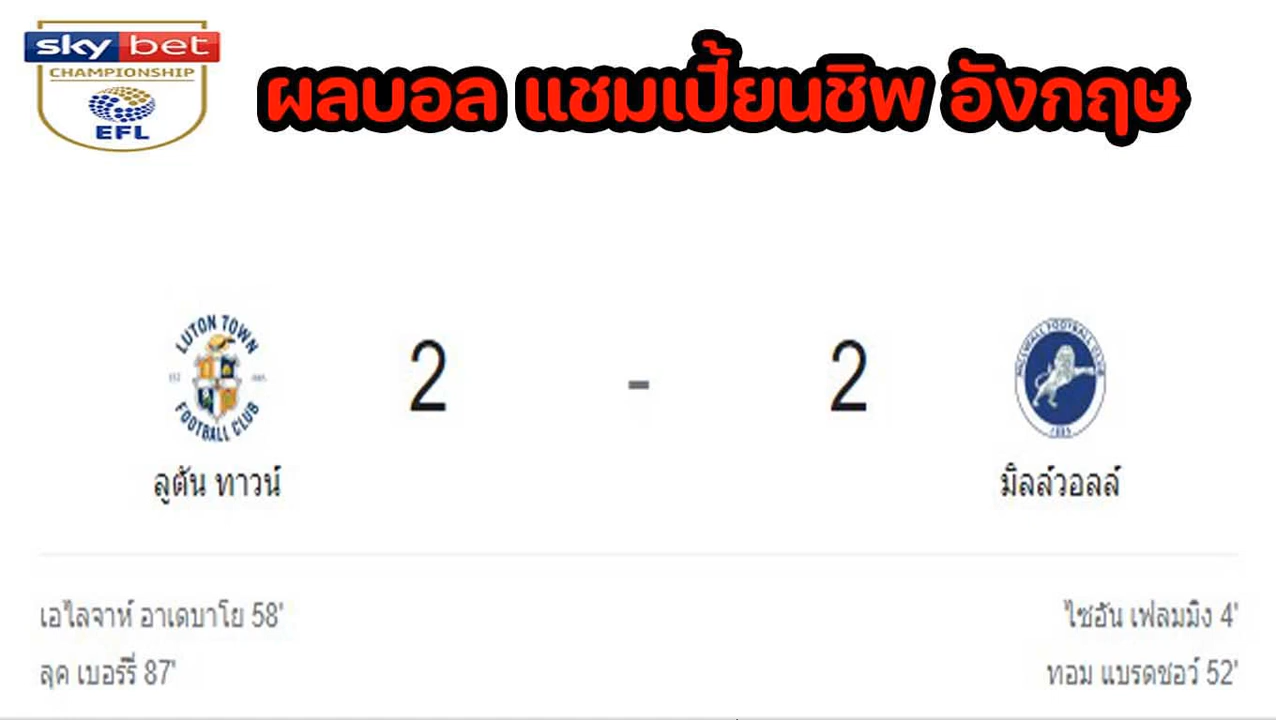 sky bet
CHAMPIONSHIP
EFL
ผลบอล แชมเปี้ยนชิพ อังกฤษ
LUTON TOWN
FOOTBALL CLUB
2 - 2
MILLWALL FOOTBALL CLUB
1885
ลูตัน ทาวน์
มิลล์วอลล์
เอไลจาห์ อาเดบาโย 58'
ไซอัน เฟลมมิง 4'
ลุค เบอร์รี่ 87'
ทอม แบรดชอว์ 52'